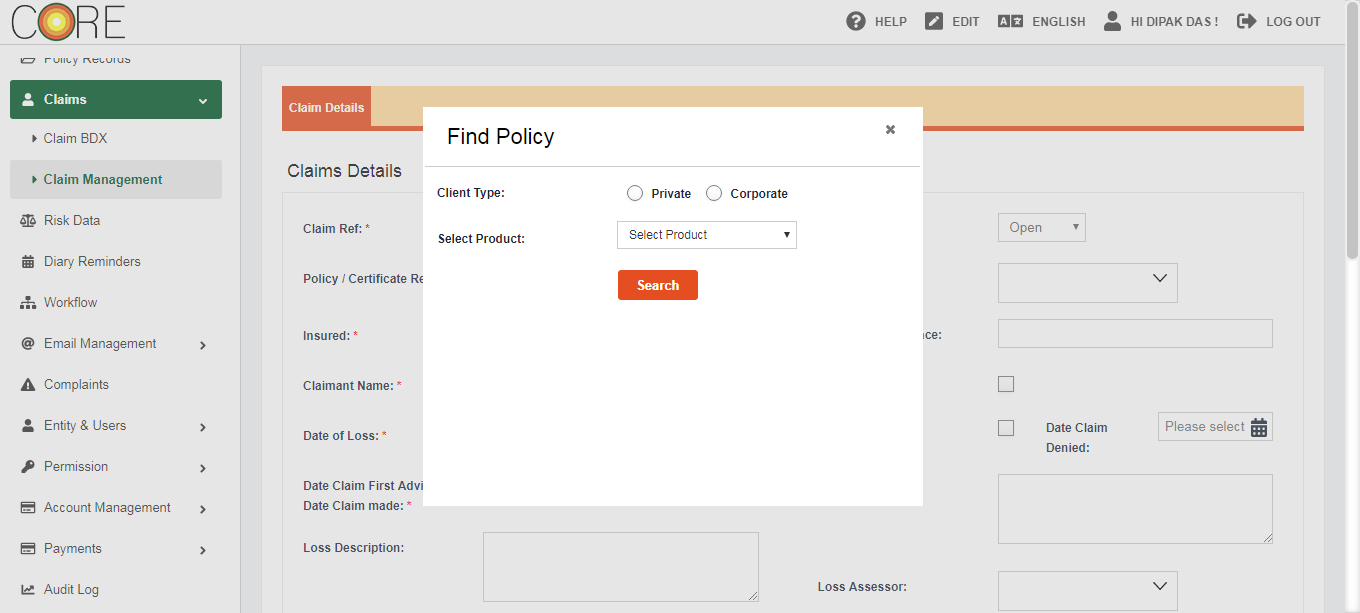 CORE
HELP
EDIT
ENGLISH
HI DIPAK DAS !
LOG OUT
Policy Records
Claims
Claim BDX
Claim Management
Risk Data
Diary Reminders
Workflow
Email Management
Complaints
Entity & Users
Permission
Account Management
Payments
Audit Log
Claim Details
Claims Details
Claim Ref: *
Open
Policy / Certificate Re
Insured: *
Claimant Name: *
Date of Loss: *
Date Claim
Denied:
Please select
Date Claim First Advi
Date Claim made: *
Loss Description:
Loss Assessor:
Find Policy
Client Type:
Private
Corporate
Select Product:
Select Product
Search